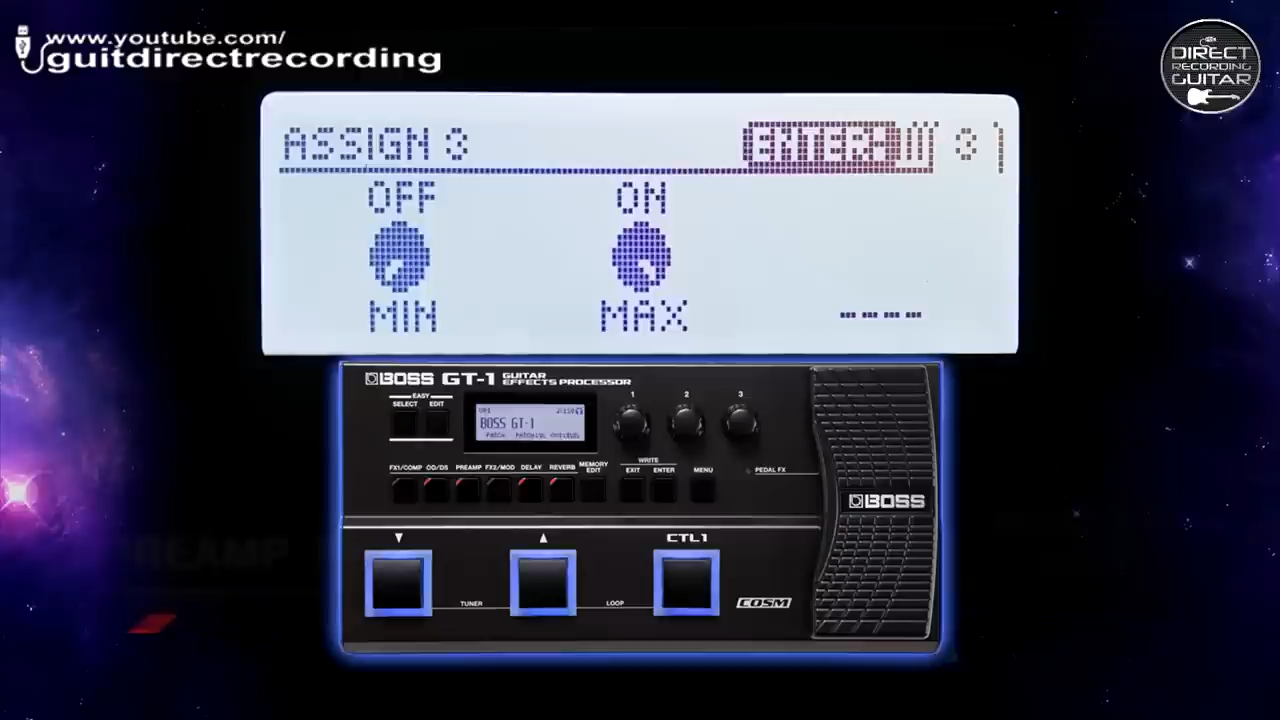 www.youtube.com/
guitdirectrecording
DIRECT
RECORDING
GUITAR
ASSIGN 3
3
OFF
ON
MIN
MAX
BOSS GT-1 GUITAR EFFECTS PROCESSOR
EASY
SELECT EDIT
BOSS GT-1
1 2 3
FX1/COMP OD/DS PREAMP FX2/MOD DELAY REVERB MEMORY EDIT
WRITE
EXIT ENTER
MENU
PEDAL FX
BOSS
▼ ▲ CTL1
TUNER LOOP
COSM